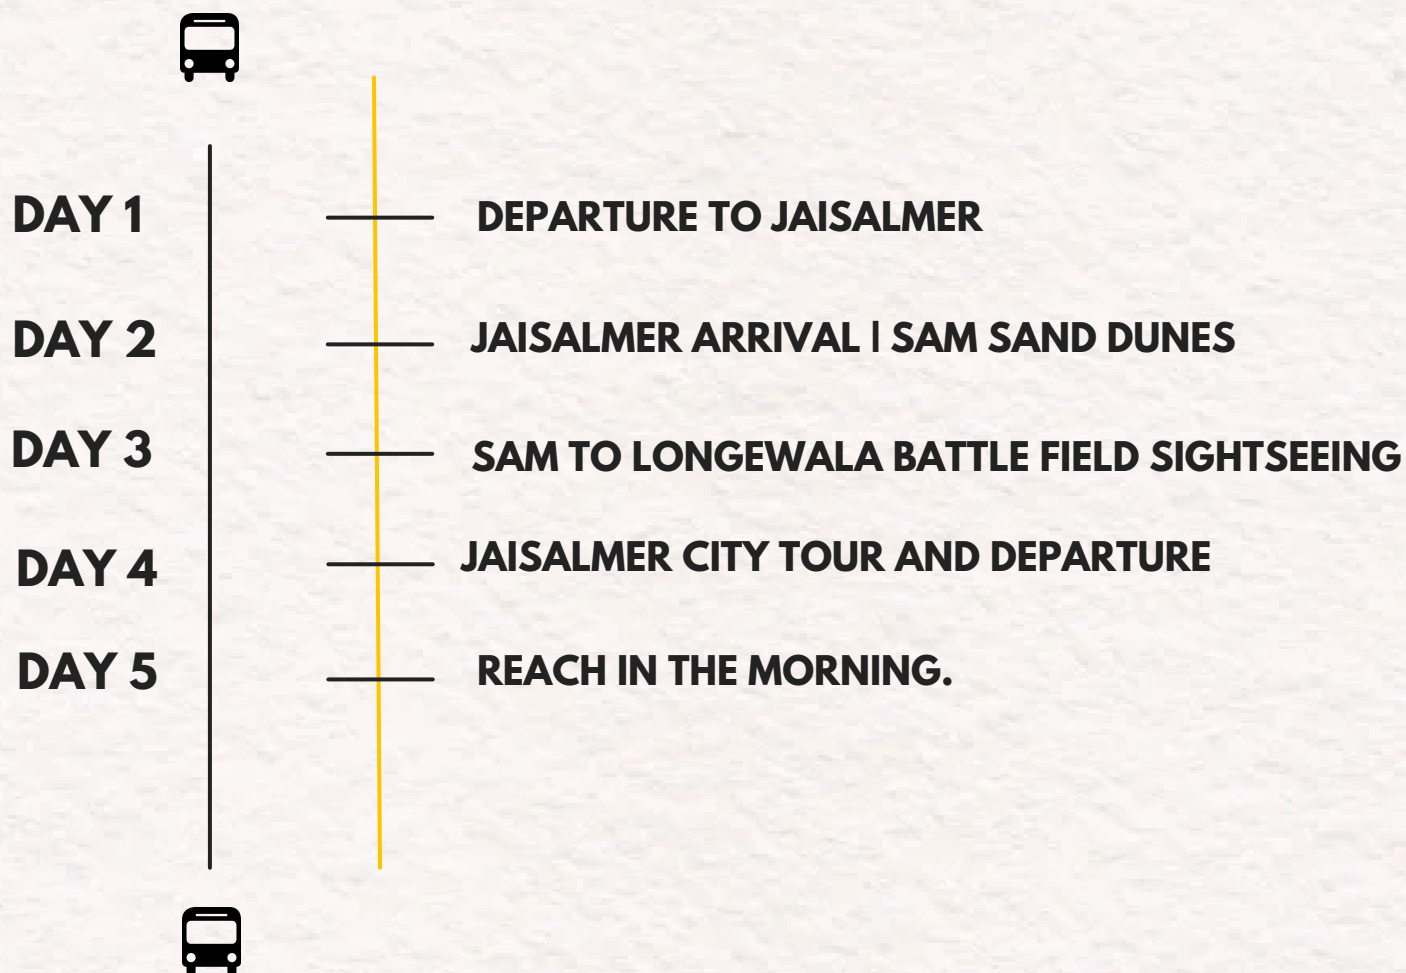 DAY 1
DEPARTURE TO JAISALMER
DAY 2
JAISALMER ARRIVAL | SAM SAND DUNES
DAY 3
SAM TO LONGEWALA BATTLE FIELD SIGHTSEEING
DAY 4
JAISALMER CITY TOUR AND DEPARTURE
DAY 5
REACH IN THE MORNING.